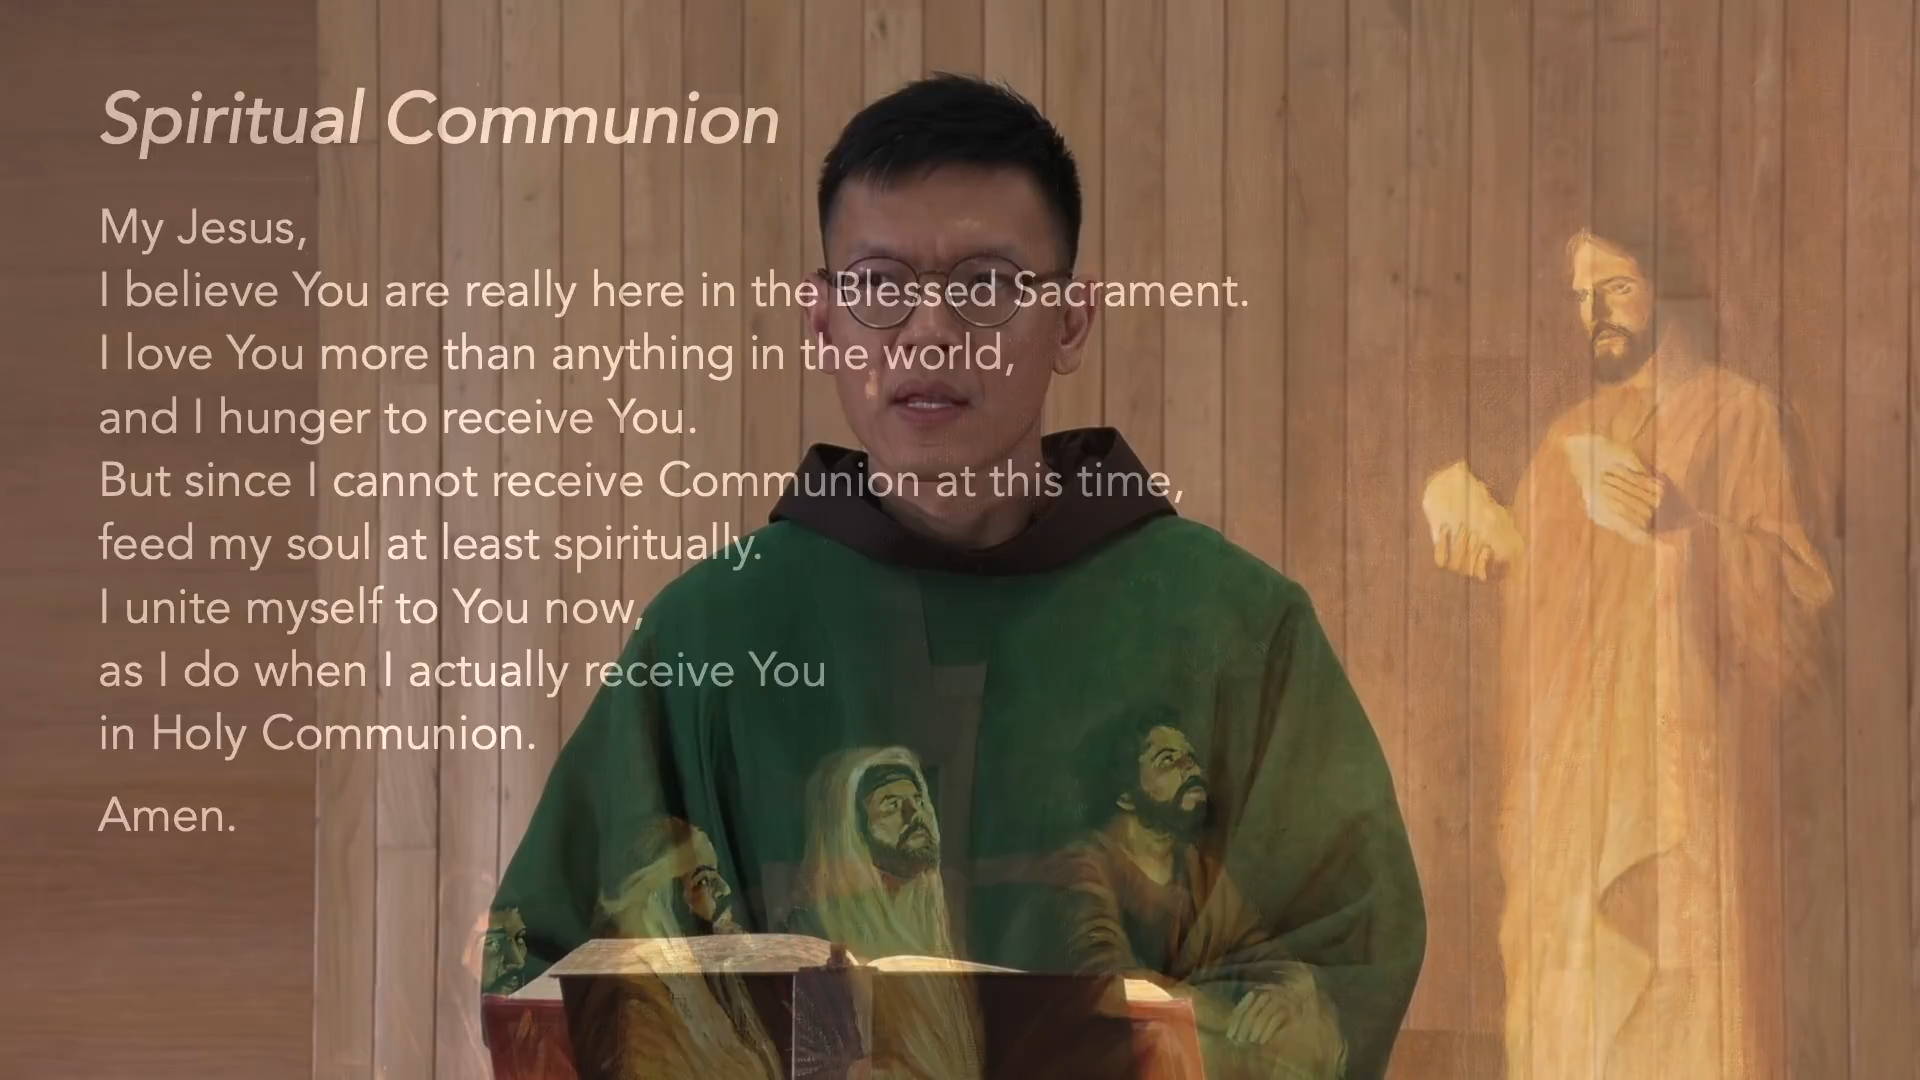 Spiritual Communion
My Jesus,
I believe You are really here in the Blessed Sacrament.
I love You more than anything in the world,
and I hunger to receive You.
But since I cannot receive Communion at this time,
feed my soul at least spiritually.
I unite myself to You now,
as I do when I actually receive You
in Holy Communion.
Amen.